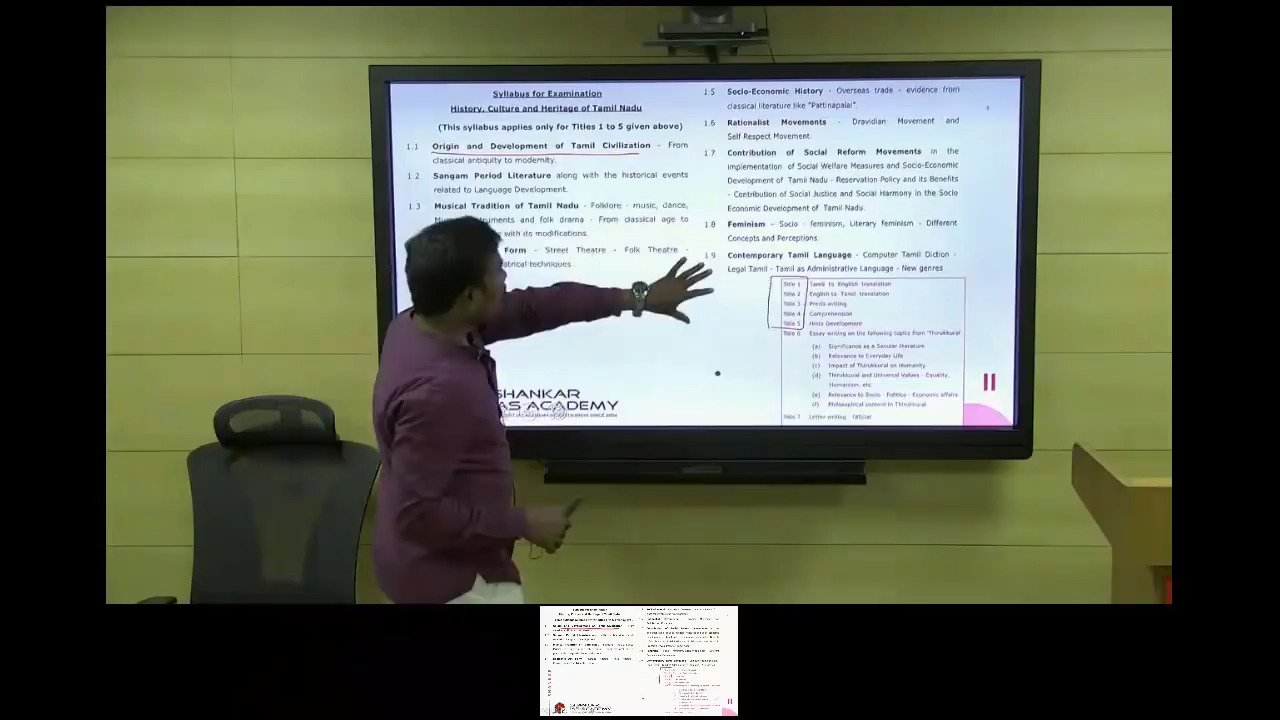 Syllabus for Examination
History, Culture and Heritage of Tamil Nadu
(This syllabus applies only for Titles 1 to 5 given above)
1.1 Origin and Development of Tamil Civilization - From
classical antiquity to modernity.
1.2 Sangam Period Literature along with the historical events
related to Language Development.
1.3 Musical Tradition of Tamil Nadu - Folklore - music, dance,
and folk drama - From classical age to
with its modifications.
Form - Street Theatre - Folk Theatre -
techniques.
SHANKAR
IAS ACADEMY
1.5 Socio-Economic History - Overseas trade - evidence from
classical literature like "Pattinapalai".
1.6 Rationalist Movements - Dravidian Movement and
Self Respect Movement.
1.7 Contribution of Social Reform Movements in the
implementation of Social Welfare Measures and Socio-Economic
Development of Tamil Nadu - Reservation Policy and its Benefits
- Contribution of Social Justice and Social Harmony in the Socio
Economic Development of Tamil Nadu.
1.8 Feminism - Socio - feminism, Literary feminism - Different
Concepts and Perceptions.
1.9 Contemporary Tamil Language - Computer Tamil Diction -
Legal Tamil - Tamil as Administrative Language - New genres
Title 1 Tamil to English translation
Title 2 English to Tamil translation
Title 3 Precis writing
Title 4 Comprehension
Title 5 Hints Development
Title 6 Essay writing on the following topics from 'Thirukkural
(a) Significance as a Secular literature
(b) Relevance to Everyday Life
(c) Impact of Thirukkural on Humanity
(d) Thirukkural and Universal Values - Equality,
Humanism, etc
(e) Relevance to Socio - Politico - Economic affairs
(f) Philosophical content in Thirukkural
Title 7 Letter writing - Official